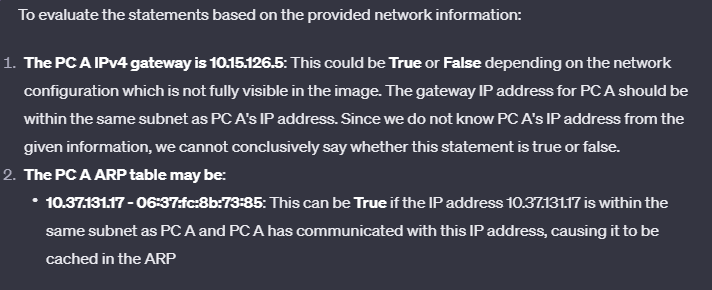 To evaluate the statements based on the provided network information:
1. The PC A IPv4 gateway is 10.15.126.5: This could be True or False depending on the network
configuration which is not fully visible in the image. The gateway IP address for PC A should be
within the same subnet as PC A's IP address. Since we do not know PC A's IP address from the
given information, we cannot conclusively say whether this statement is true or false.
2. The PC A ARP table may be:
• 10.37.131.17 - 06:37:fc:8b:73:85: This can be True if the IP address 10.37.131.17 is within the
same subnet as PC A and PC A has communicated with this IP address, causing it to be
cached in the ARP